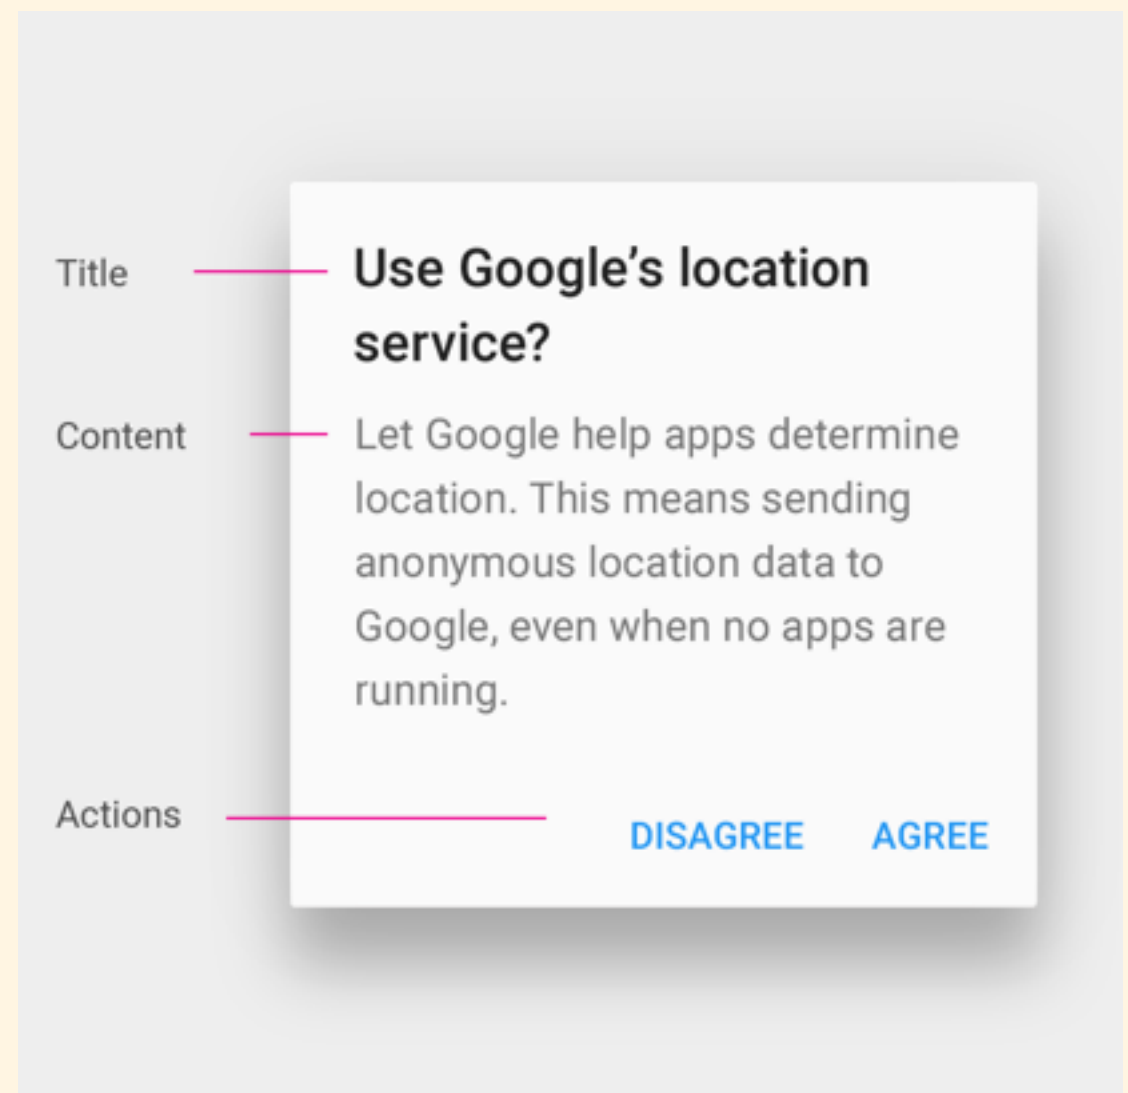 Title
Use Google’s location
service?
Content
Let Google help apps determine
location. This means sending
anonymous location data to
Google, even when no apps are
running.
Actions
DISAGREE AGREE